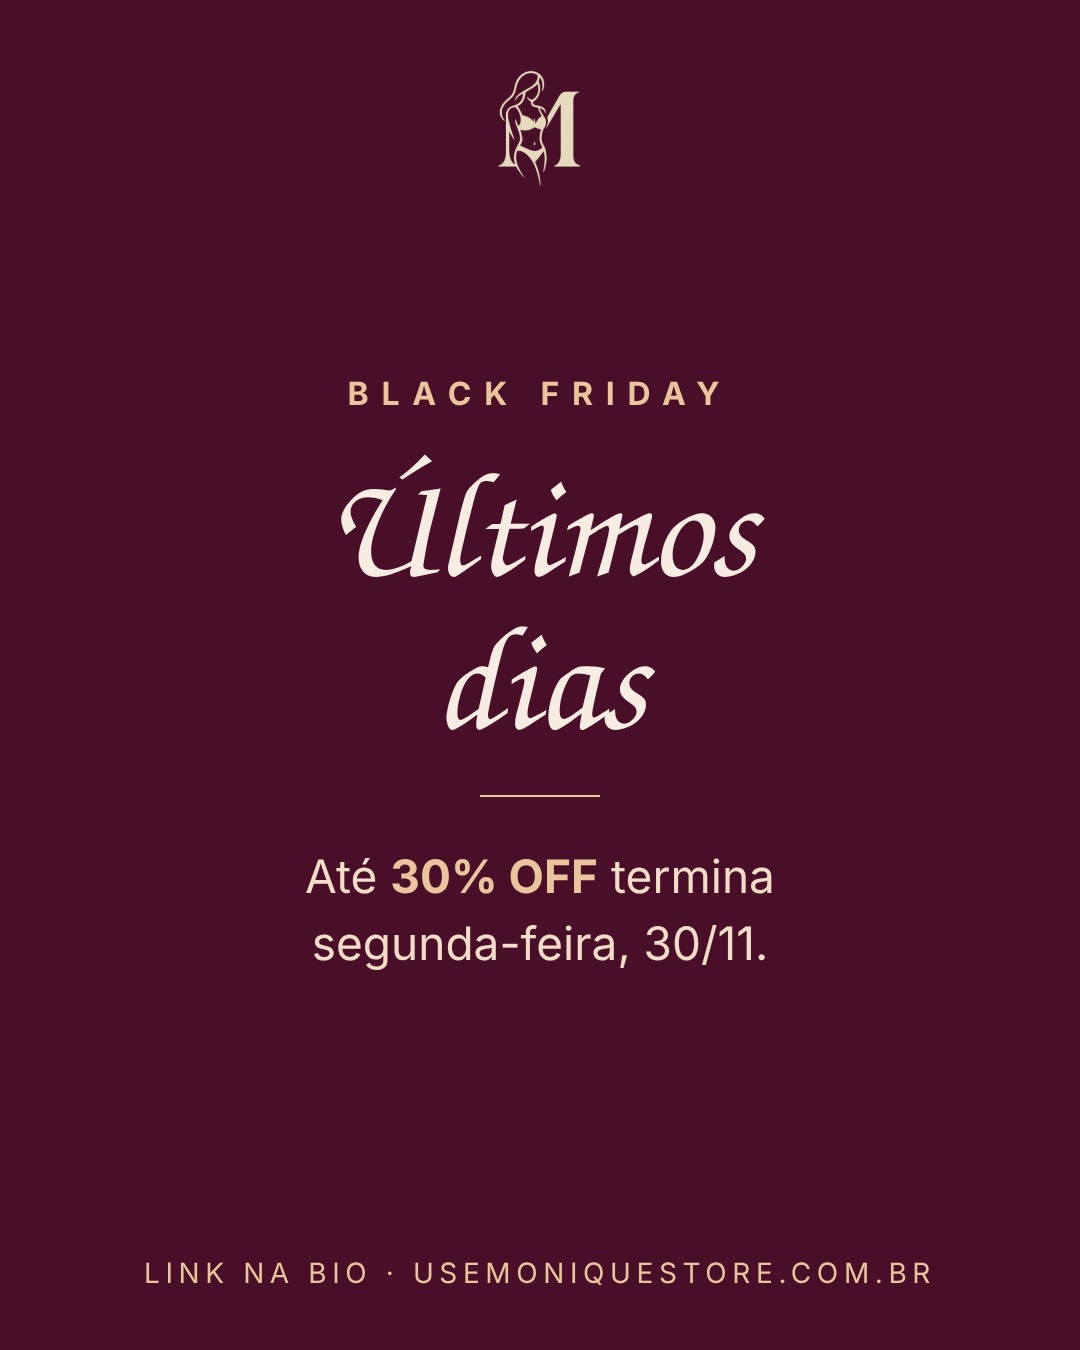 M
BLACK FRIDAY
Últimos
dias
Até 30% OFF termina
segunda-feira, 30/11.
LINK NA BIO · USEMONIQUESTORE.COM.BR